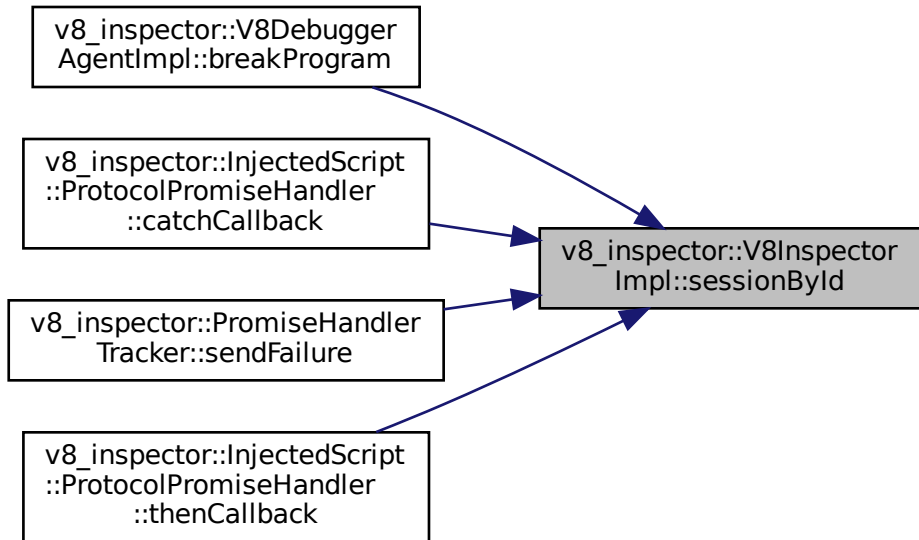 v8_inspector::V8Debugger
AgentImpl::breakProgram
v8_inspector::InjectedScript
::ProtocolPromiseHandler
::catchCallback
v8_inspector::V8Inspector
Impl::sessionById
v8_inspector::PromiseHandler
Tracker::sendFailure
v8_inspector::InjectedScript
::ProtocolPromiseHandler
::thenCallback